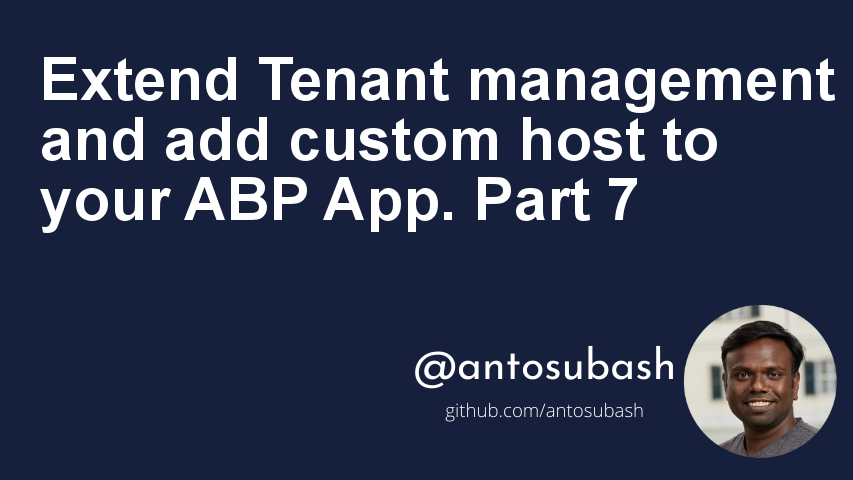 Extend Tenant management
and add custom host to
your ABP App. Part 7
@antosubash
github.com/antosubash